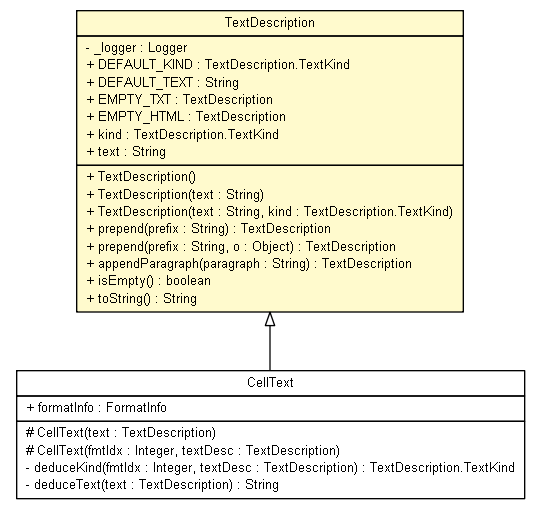 TextDescription
- _logger : Logger
+ DEFAULT_KIND : TextDescription.TextKind
+ DEFAULT_TEXT : String
+ EMPTY_TXT : TextDescription
+ EMPTY_HTML : TextDescription
+ kind : TextDescription.TextKind
+ text : String
+ TextDescription()
+ TextDescription(text : String)
+ TextDescription(text : String, kind : TextDescription.TextKind)
+ prepend(prefix : String) : TextDescription
+ prepend(prefix : String, o : Object) : TextDescription
+ appendParagraph(paragraph : String) : TextDescription
+ isEmpty() : boolean
+ toString() : String
CellText
+ formatInfo : FormatInfo
# CellText(text : TextDescription)
# CellText(fmtIdx : Integer, textDesc : TextDescription)
- deduceKind(fmtIdx : Integer, textDesc : TextDescription) : TextDescription.TextKind
- deduceText(text : TextDescription) : String